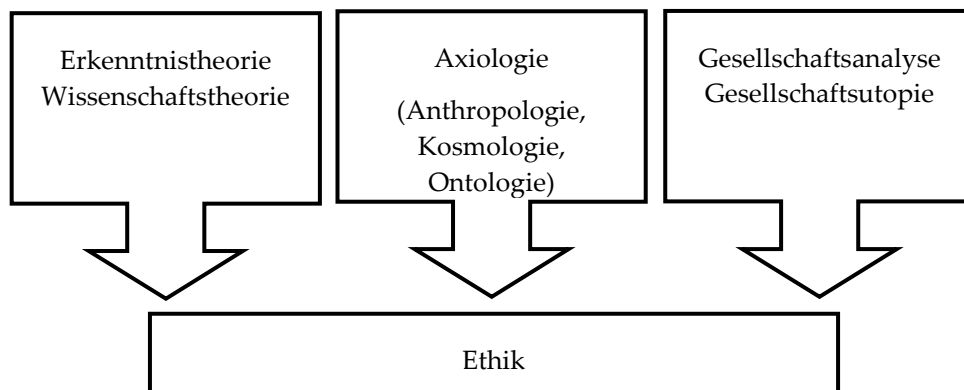 Erkenntnistheorie
Wissenschaftstheorie
Axiologie
(Anthropologie,
Kosmologie,
Ontologie)
Gesellschaftsanalyse
Gesellschaftsutopie
Ethik